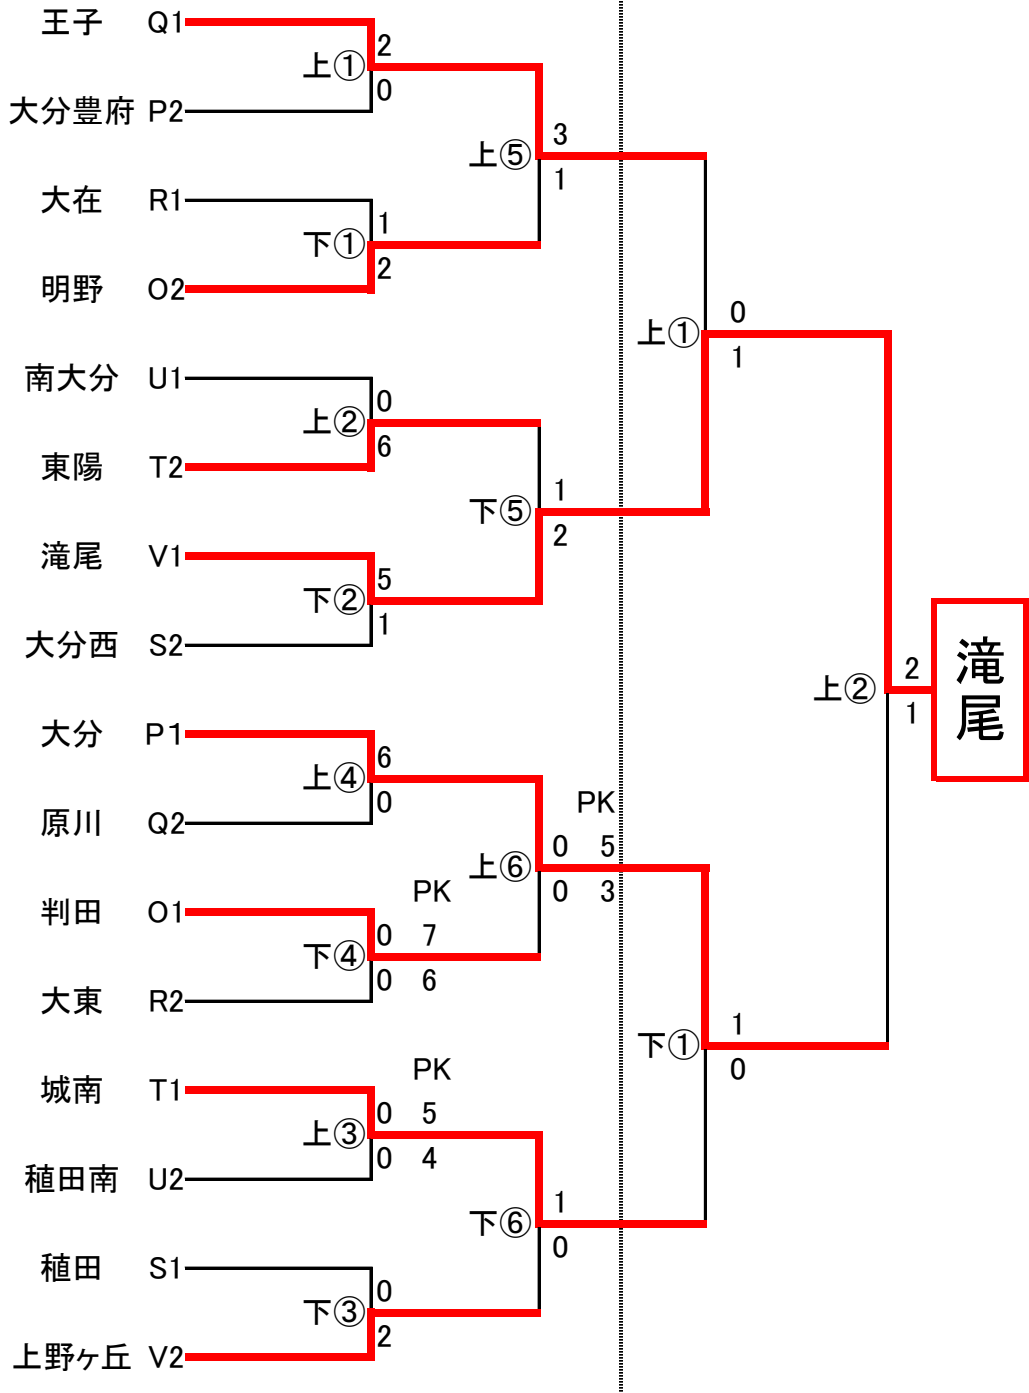 王子 Q1
2
上①
0
大分豊府 P2
3
上⑤
1
大在 R1
1
下①
2
明野 O2
0
上①
1
南大分 U1
0
上②
6
東陽 T2
1
下⑤
2
滝尾 V1
5
下②
1
大分西 S2
2
上②
1
滝尾
大分 P1
6
上④
0
原川 Q2
PK
0 5
上⑥
0 3
判田 O1
PK
0 7
下④
0 6
大東 R2
1
下①
0
城南 T1
PK
0 5
上③
0 4
稙田南 U2
1
下⑥
0
稙田 S1
0
下③
2
上野ヶ丘 V2